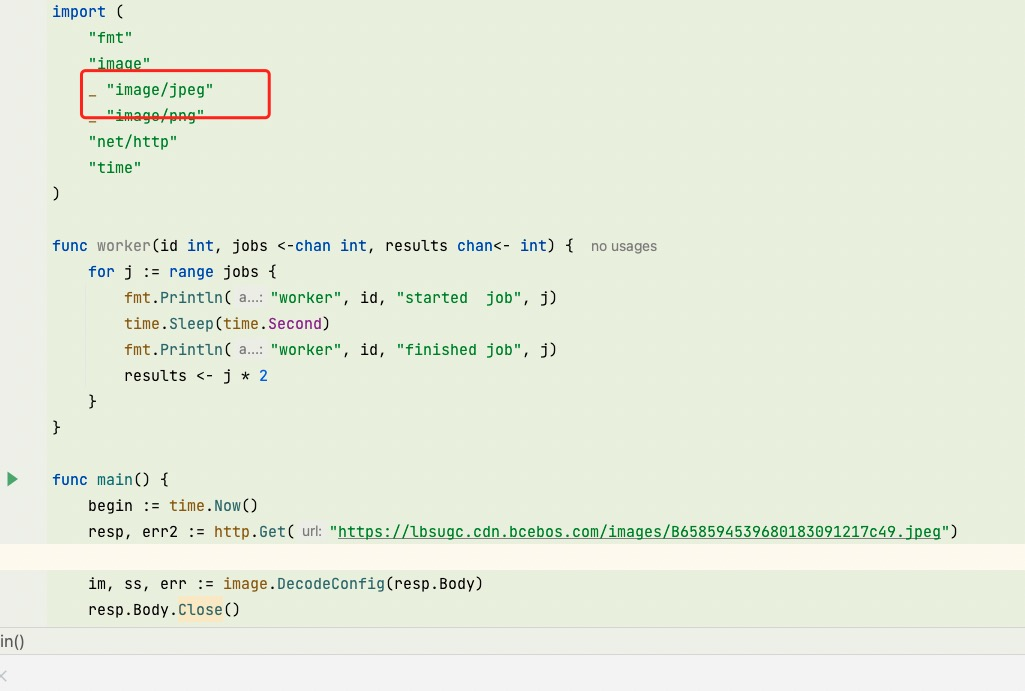 import (
"fmt"
"image"
_ "image/jpeg"
_ "image/png"
"net/http"
"time"
)
func worker(id int, jobs <-chan int, results chan<- int) { no usages
for j := range jobs {
fmt.Println( a...: "worker", id, "started  job", j)
time.Sleep(time.Second)
fmt.Println( a...: "worker", id, "finished job", j)
results <- j * 2
}
}
func main() {
begin := time.Now()
resp, err2 := http.Get( url: "https://lbsugc.cdn.bcebos.com/images/B658594539680183091217c49.jpeg")
im, ss, err := image.DecodeConfig(resp.Body)
resp.Body.Close()
in()